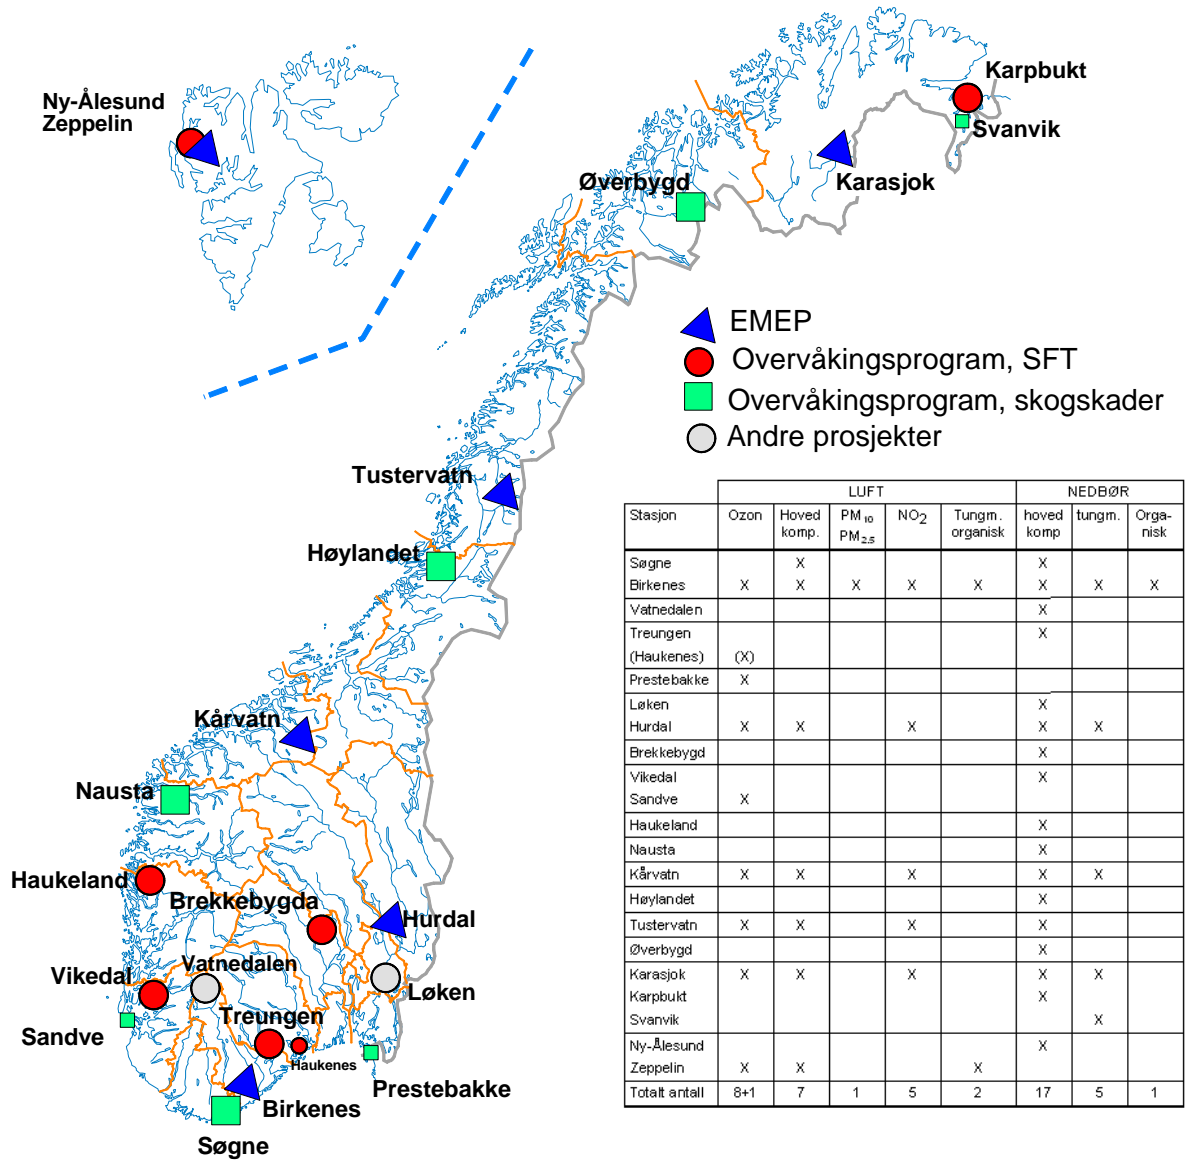 Ny-Ålesund
Zeppelin
Karpbukt
Svanvik
Karasjok
Øverbygd
EMEP
Overvåkingsprogram, SFT
Overvåkingsprogram, skogskader
Andre prosjekter
Tustervatn
Høylandet
Kårvatn
Nausta
Haukeland
Brekkebygda
Hurdal
Vatnedalen
Vikedal
Løken
Treungen
Sandve
Haukenes
Prestebakke
Birkenes
Søgne
LUFT NEDBØR
Stasjon Ozon Hoved komp. PM10 PM2.5 NO2 Tungm. organisk hoved komp tungm. Orga-nisk
Søgne X X
Birkenes X X X X X X X X
Vatnedalen X
Treungen X
(Haukenes) (X)
Prestebakke X
Løken X
Hurdal X X X X X
Brekkebygd X
Vikedal X
Sandve X
Haukeland X
Nausta X
Kårvatn X X X X X
Høylandet X
Tustervatn X X X X
Øverbygd X
Karasjok X X X X X
Karpbukt X
Svanvik X
Ny-Ålesund X
Zeppelin X X X
Totalt antall 8+1 7 1 5 2 17 5 1